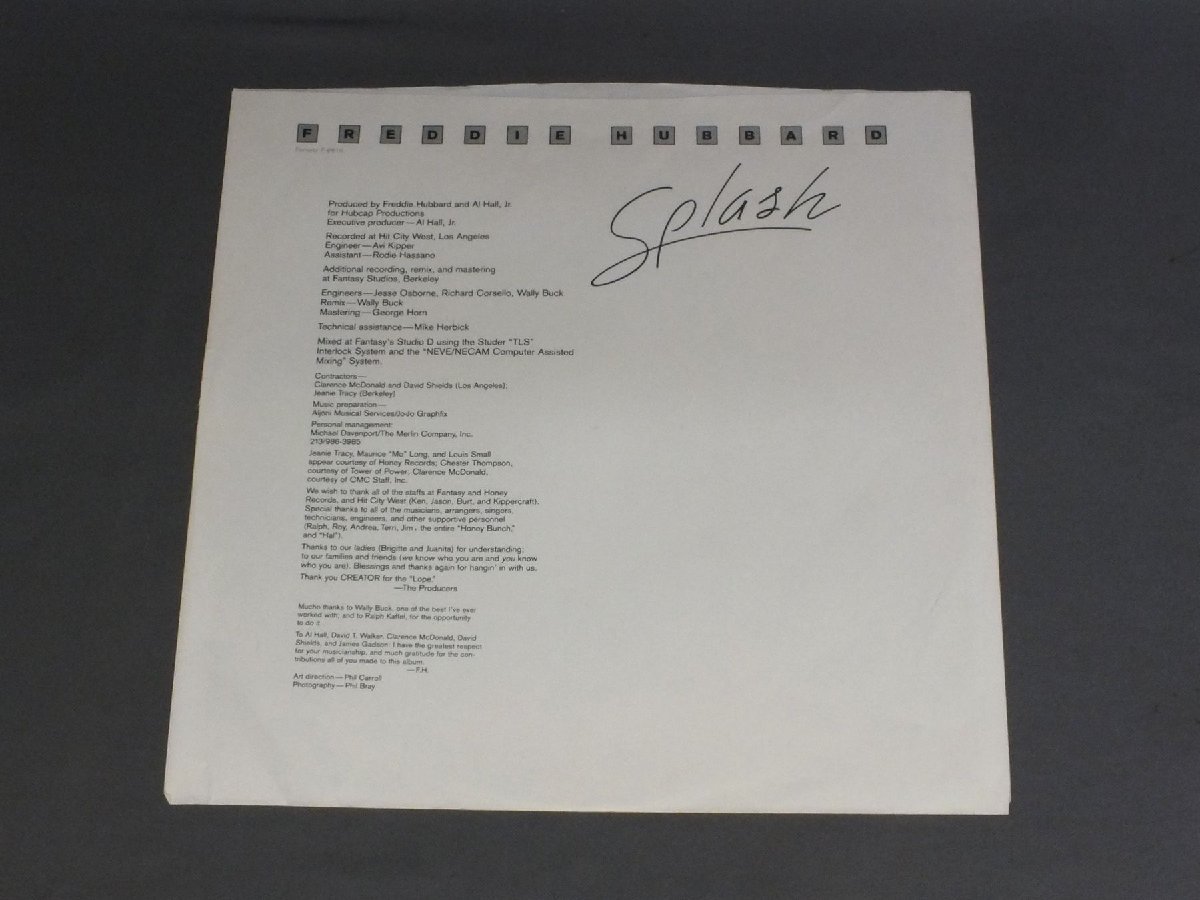 FREDDIE HUBBARD
Splash
Produced by Freddie Hubbard and Al Hall, Jr.
for Hubcap Productions
Executive producer—Al Hall, Jr.
Recorded at Hit City West, Los Angeles
Engineer—Avi Kipper
Assistant—Rodie Hassano
Additional recording, remix, and mastering
at Fantasy Studios, Berkeley
Engineers—Jesse Osborne, Richard Corsello, Wally Buck
Remix—Wally Buck
Mastering—George Horn
Technical assistance—Mike Herbick
Mixed at Fantasy's Studio D using the Studer "TLS"
Interlock System and the "NEVE/NECAM Computer Assisted
Mixing" System.
Contractors—
Clarence McDonald and David Shields (Los Angeles);
Jeanie Tracy (Berkeley)
Music preparation—
Aijoni Musical Services/JoJo Graphfix
Personal management:
Michael Davenport/The Merlin Company, Inc.
213/986-3985
Jeanie Tracy, Maurice "Mo" Long, and Louis Small
appear courtesy of Honey Records; Chester Thompson,
courtesy of Tower of Power; Clarence McDonald,
courtesy of CMC Staff, Inc.
We wish to thank all of the staffs at Fantasy and Honey
Records, and Hit City West (Ken, Jason, Burt, and Kippercraft).
Special thanks to all of the musicians, arrangers, singers,
technicians, engineers, and other supportive personnel
(Ralph, Roy, Andrea, Terri, Jim, the entire "Honey Bunch,"
and "Hal").
Thanks to our ladies (Brigitte and Juanita) for understanding;
to our families and friends (we know who you are and you know
who you are). Blessings and thanks again for hangin' in with us.
Thank you CREATOR for the "Lope."
—The Producers
Mucho thanks to Wally Buck, one of the best I've ever
worked with; and to Ralph Kaffel, for the opportunity
to do it.
To Al Hall, David T. Walker, Clarence McDonald, David
Shields, and James Gadson: I have the greatest respect
for your musicianship, and much gratitude for the con-
tributions all of you made to this album.
—F.H.
Art direction—Phil Carroll
Photography—Phil Bray